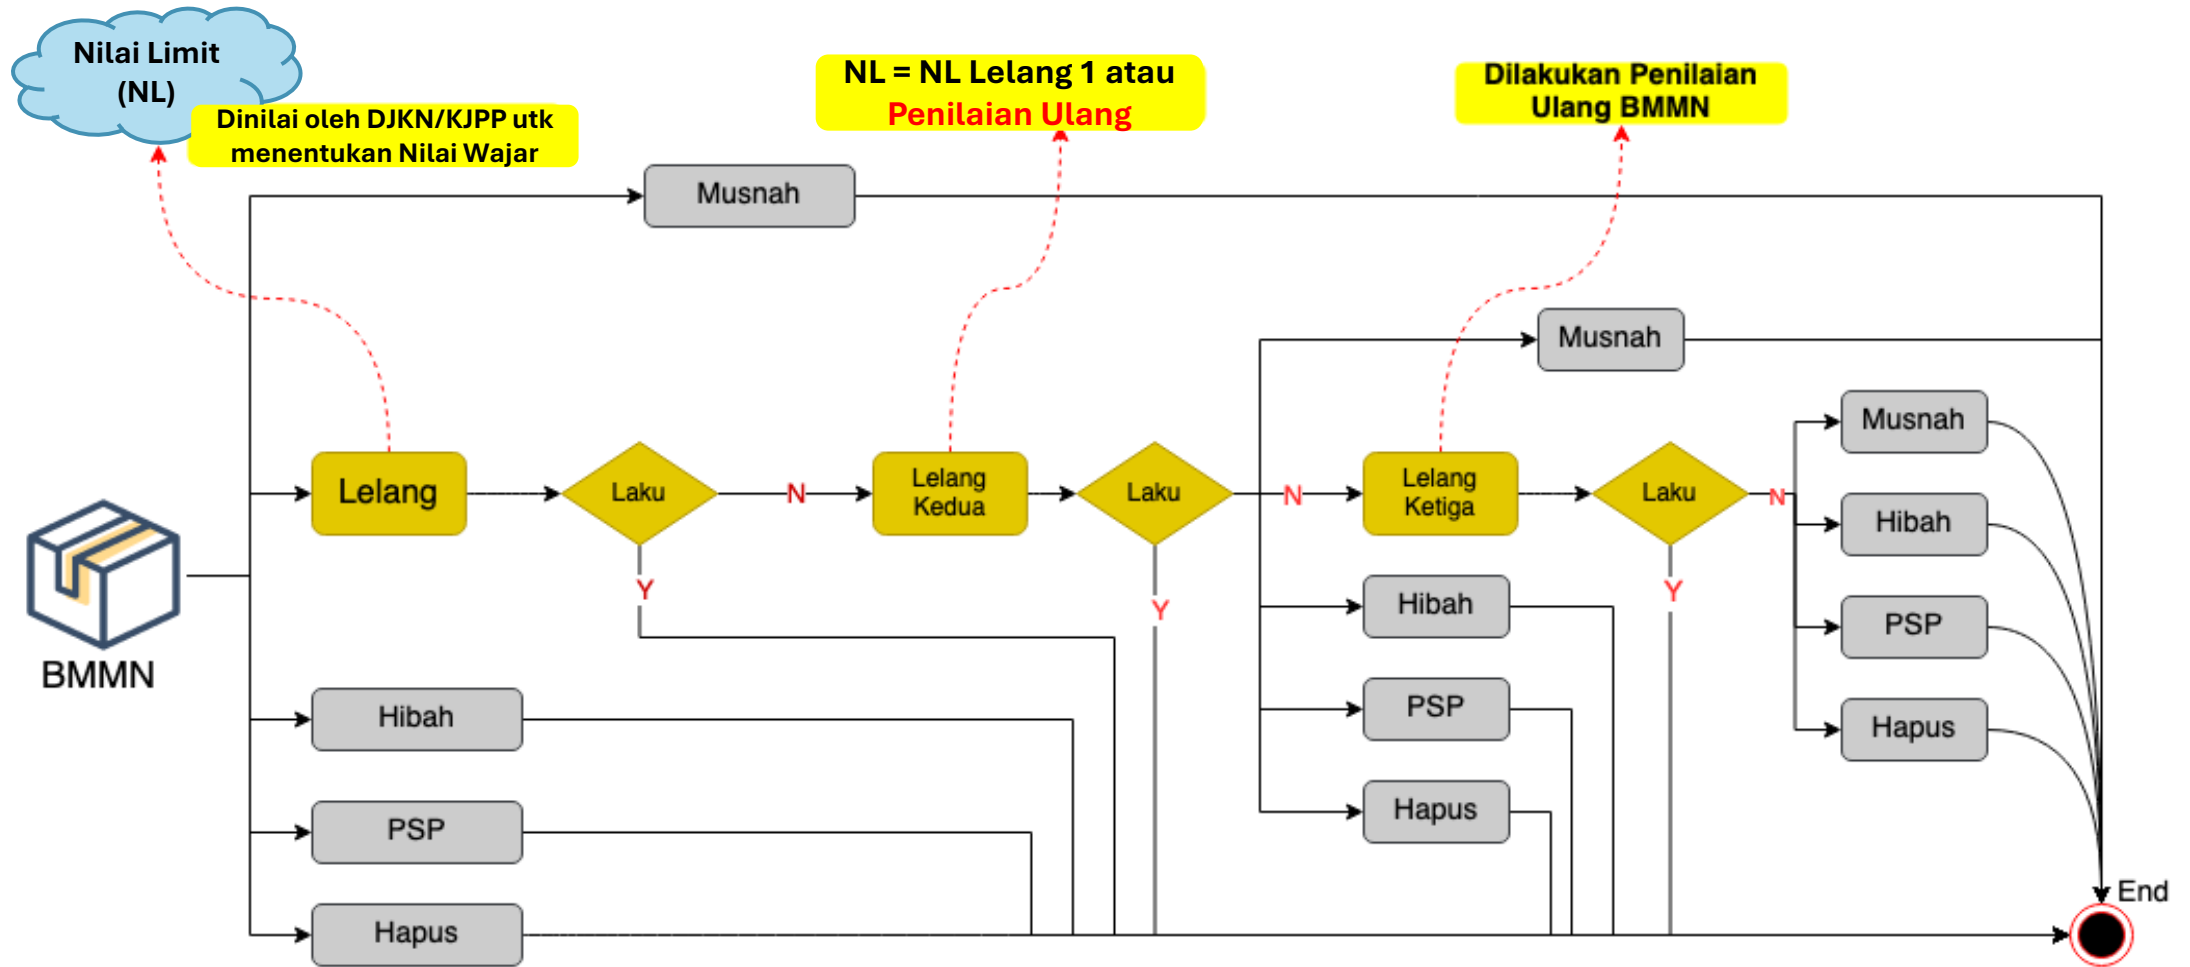 Nilai Limit
(NL)
Dinilai oleh DJKN/KJPP utk
menentukan Nilai Wajar
NL = NL Lelang 1 atau
Penilaian Ulang
Dilakukan Penilaian
Ulang BMMN
Musnah
Musnah
Musnah
Lelang
Laku
N
Lelang
Kedua
Laku
N
Lelang
Ketiga
Laku
N
Hibah
Y
Y
Y
Hibah
PSP
BMMN
Hibah
PSP
Hapus
PSP
Hapus
Hapus
End